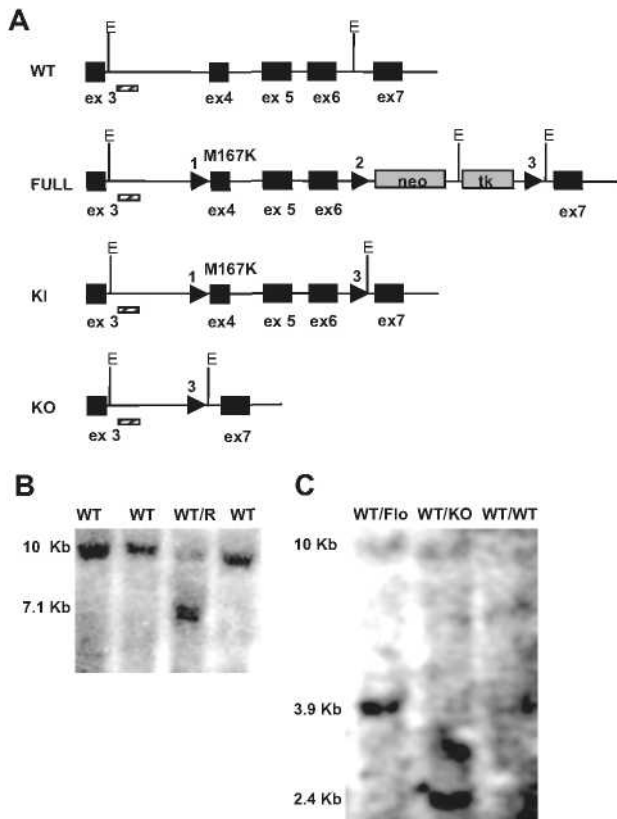 A
E E
WT
ex 3 ex4 ex 5 ex6 ex7
E 1 M167K 2 E 3 E
FULL neo tk
ex 3 ex4 ex 5 ex6 ex7
E 1 M167K 3 E
KI
ex 3 ex4 ex 5 ex6 ex7
E 3 E
KO
ex 3 ex7
B
WT WT WT/R WT
10 Kb
7.1 Kb
C
WT/Flo WT/KO WT/WT
10 Kb
3.9 Kb
2.4 Kb